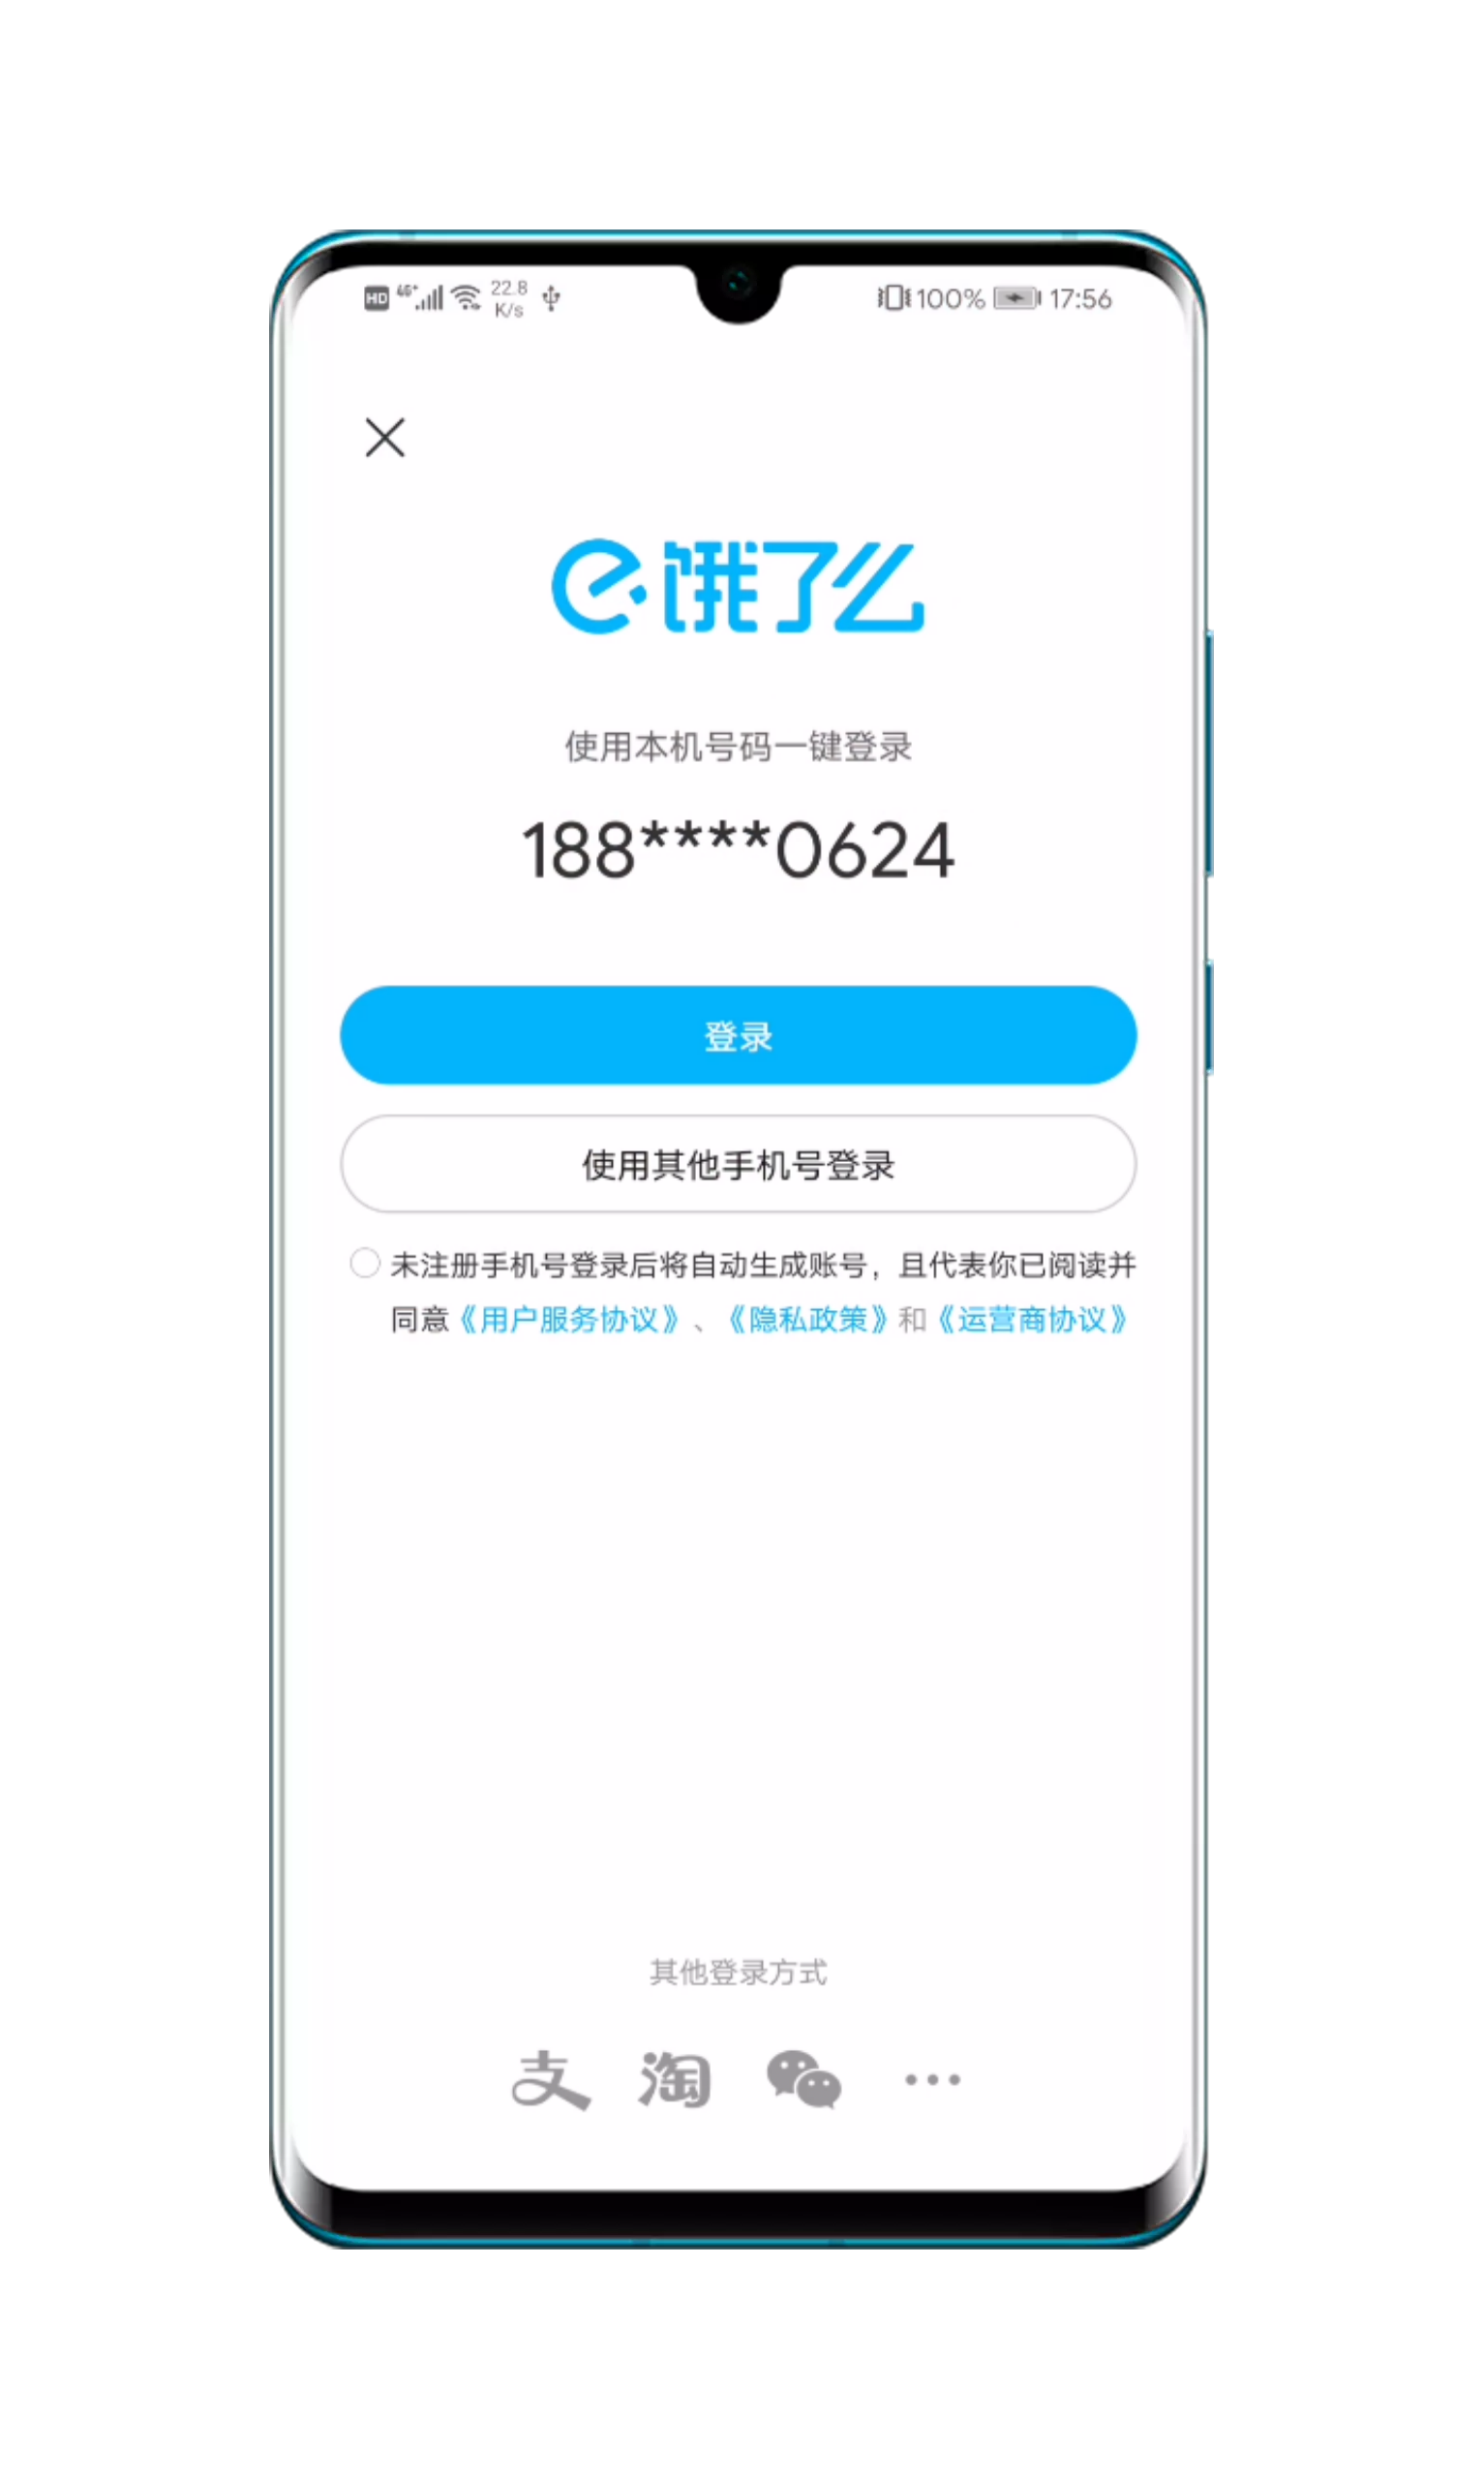 HD 4G+ 22.8 K/s 100% 17:56
e饿了么
使用本机号码一键登录
188****0624
登录
使用其他手机号登录
未注册手机号登录后将自动生成账号，且代表你已阅读并
同意《用户服务协议》、《隐私政策》和《运营商协议》
其他登录方式
支 淘 ···